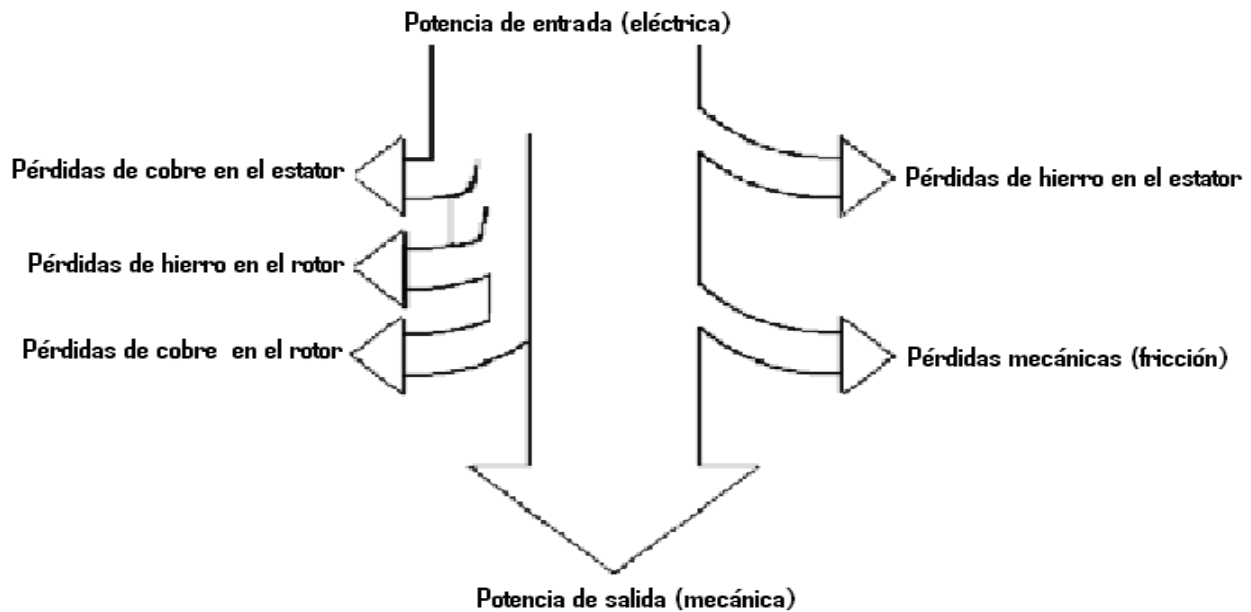 Potencia de entrada (eléctrica)
Pérdidas de cobre en el estator
Pérdidas de hierro en el estator
Pérdidas de hierro en el rotor
Pérdidas de cobre en el rotor
Pérdidas mecánicas (fricción)
Potencia de salida (mecánica)